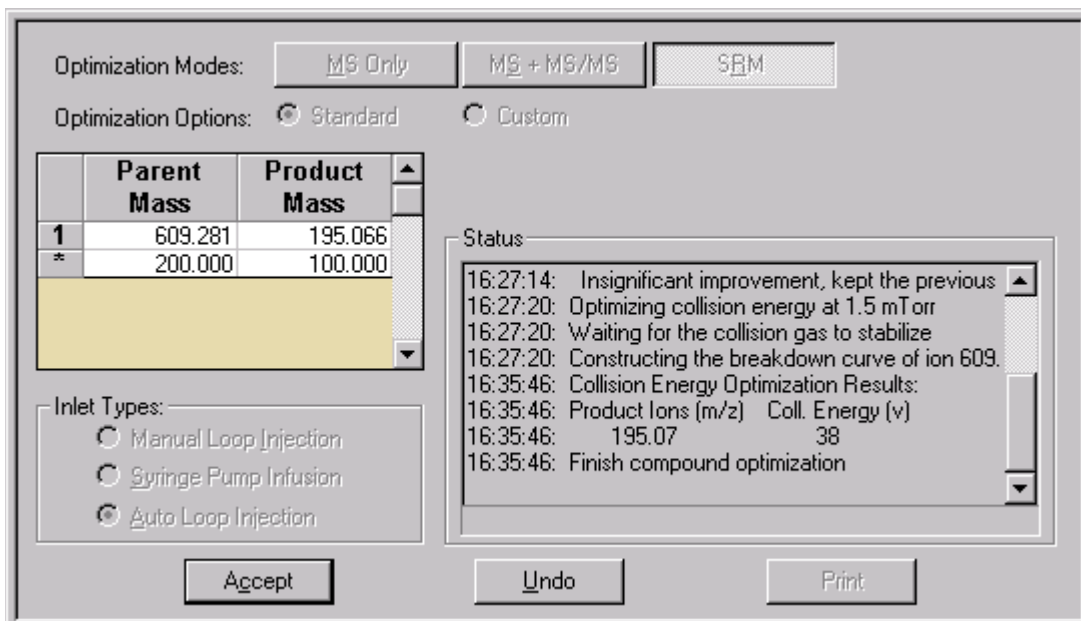 Optimization Modes: MS Only MS + MS/MS SRM
Optimization Options: Standard Custom
Parent Mass Product Mass
1 609.281 195.066
* 200.000 100.000
Inlet Types:
Manual Loop Injection
Syringe Pump Infusion
Auto Loop Injection
Status
16:27:14: Insignificant improvement, kept the previous
16:27:20: Optimizing collision energy at 1.5 mTorr
16:27:20: Waiting for the collision gas to stabilize
16:27:20: Constructing the breakdown curve of ion 609.
16:35:46: Collision Energy Optimization Results:
16:35:46: Product Ions (m/z) Coll. Energy (v)
16:35:46: 195.07 38
16:35:46: Finish compound optimization
Accept Undo Print